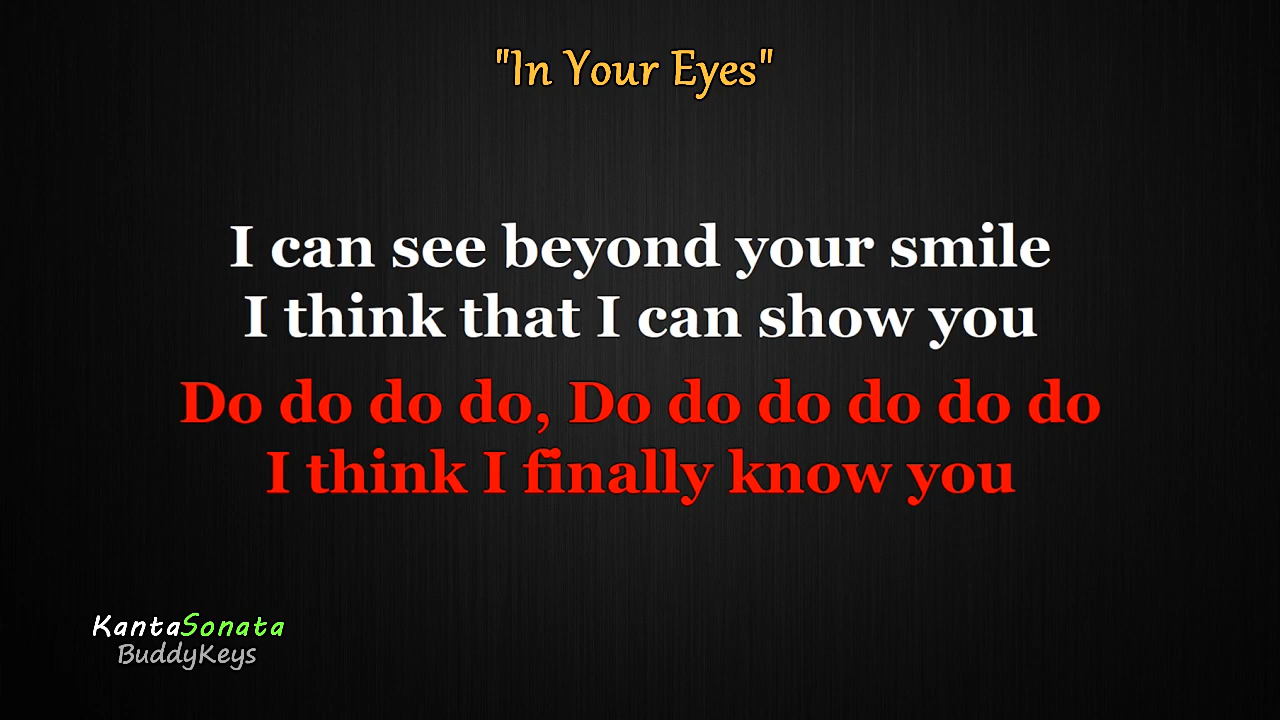 "In Your Eyes"
I can see beyond your smile
I think that I can show you
Do do do do, Do do do do do do
I think I finally know you
KantaSonata
BuddyKeys